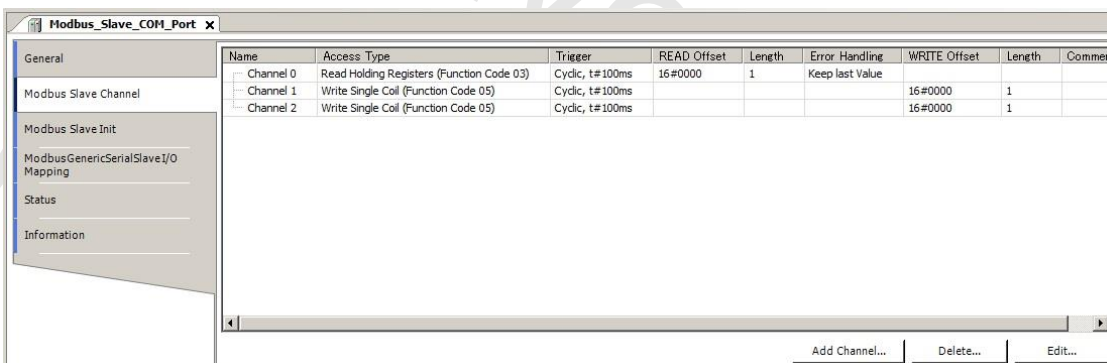 Modbus_Slave_COM_Port X
General
Modbus Slave Channel
Modbus Slave Init
ModbusGenericSerialSlaveI/O
Mapping
Status
Information
Name Access Type Trigger READ Offset Length Error Handling WRITE Offset Length Commen
Channel 0 Read Holding Registers (Function Code 03) Cyclic, t#100ms 16#0000 1 Keep last Value
Channel 1 Write Single Coil (Function Code 05) Cyclic, t#100ms 16#0000 1
Channel 2 Write Single Coil (Function Code 05) Cyclic, t#100ms 16#0000 1
Add Channel... Delete... Edit...